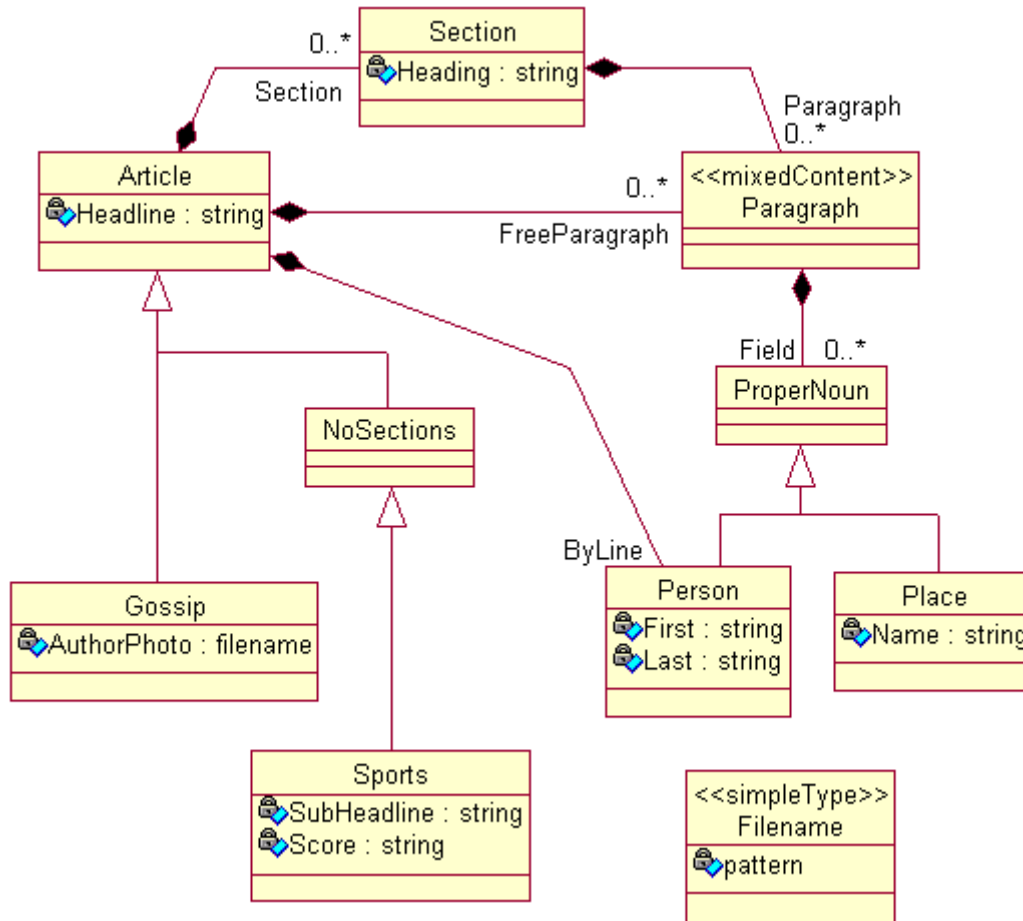 Section
Heading : string
0..*
Section
Paragraph
0..*
Article
Headline : string
0..*
FreeParagraph
<<mixedContent>>
Paragraph
Field 0..*
ProperNoun
NoSections
ByLine
Gossip
AuthorPhoto : filename
Person
First : string
Last : string
Place
Name : string
Sports
SubHeadline : string
Score : string
<<simpleType>>
Filename
pattern